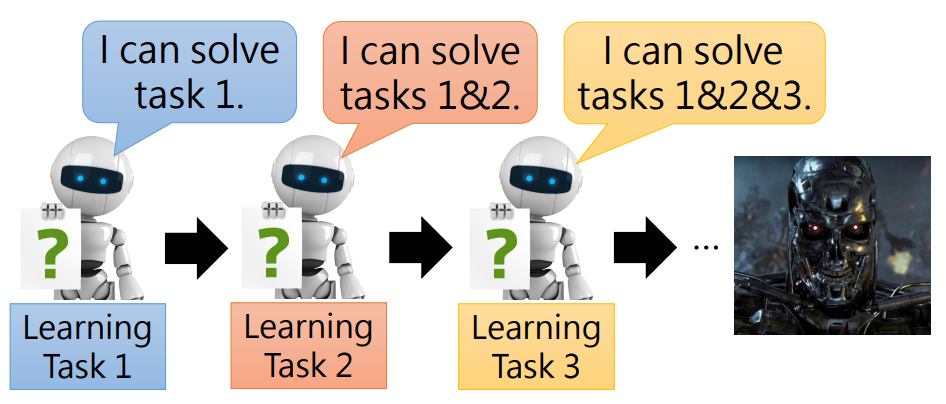 I can solve
task 1.
I can solve
tasks 1&2.
I can solve
tasks 1&2&3.
?
?
?
...
Learning
Task 1
Learning
Task 2
Learning
Task 3